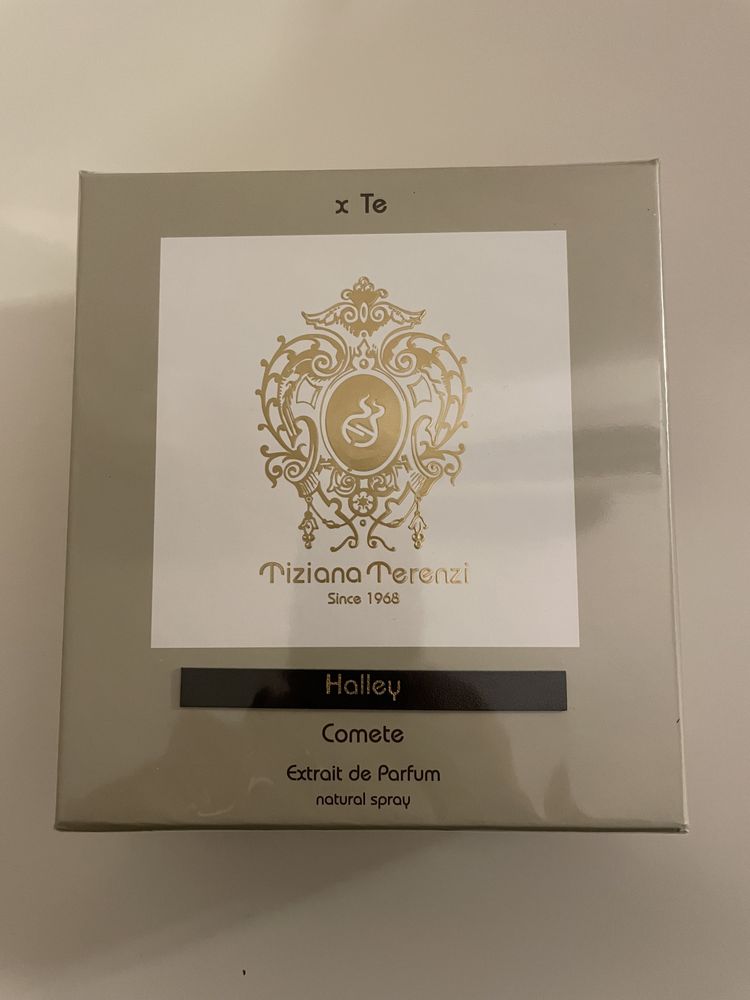 x Te
Tiziana Terenzi
Since 1968
Halley
Comete
Extrait de Parfum
natural spray